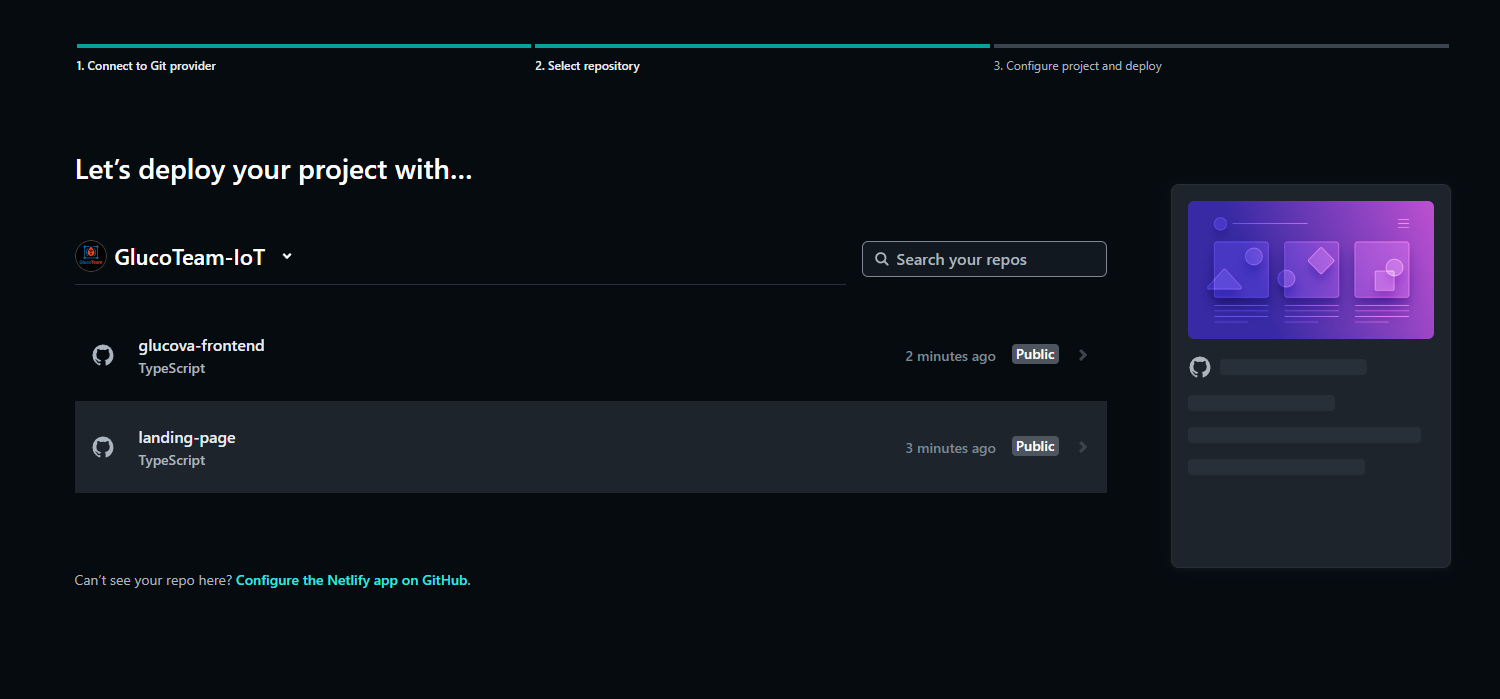 1. Connect to Git provider
2. Select repository
3. Configure project and deploy
Let’s deploy your project with…
GlucoTeam-IoT
Search your repos
glucova-frontend
TypeScript
2 minutes ago
Public
landing-page
TypeScript
3 minutes ago
Public
Can’t see your repo here? Configure the Netlify app on GitHub.